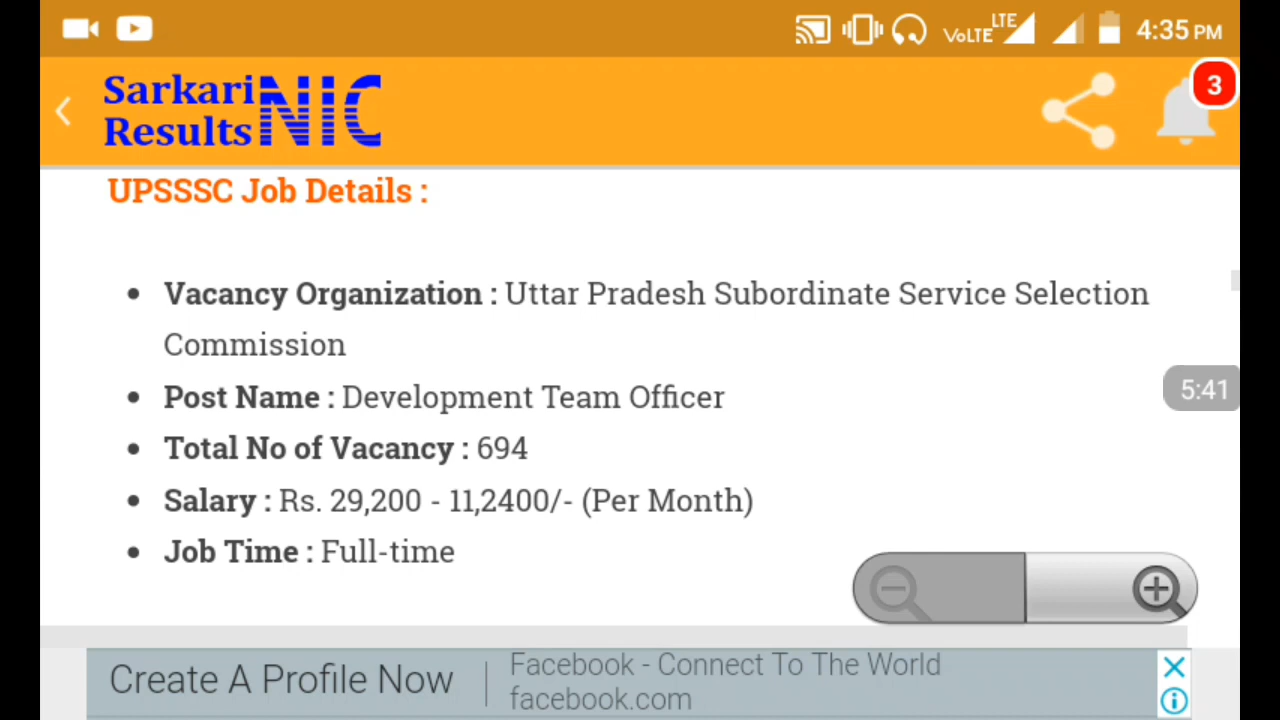 VoLTE LTE 4:35 PM
Sarkari
Results NIC
3
UPSSSC Job Details :
Vacancy Organization : Uttar Pradesh Subordinate Service Selection
Commission
5:41
Post Name : Development Team Officer
Total No of Vacancy : 694
Salary : Rs. 29,200 - 11,2400/- (Per Month)
Job Time : Full-time
Create A Profile Now
Facebook - Connect To The World
facebook.com